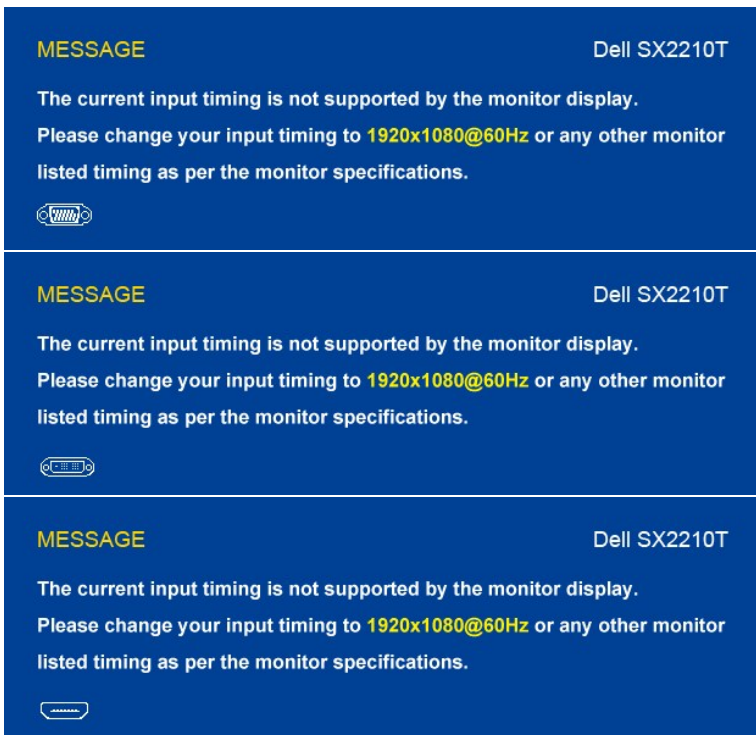 MESSAGE Dell SX2210T
The current input timing is not supported by the monitor display.
Please change your input timing to 1920x1080@60Hz or any other monitor
listed timing as per the monitor specifications.
MESSAGE Dell SX2210T
The current input timing is not supported by the monitor display.
Please change your input timing to 1920x1080@60Hz or any other monitor
listed timing as per the monitor specifications.
MESSAGE Dell SX2210T
The current input timing is not supported by the monitor display.
Please change your input timing to 1920x1080@60Hz or any other monitor
listed timing as per the monitor specifications.